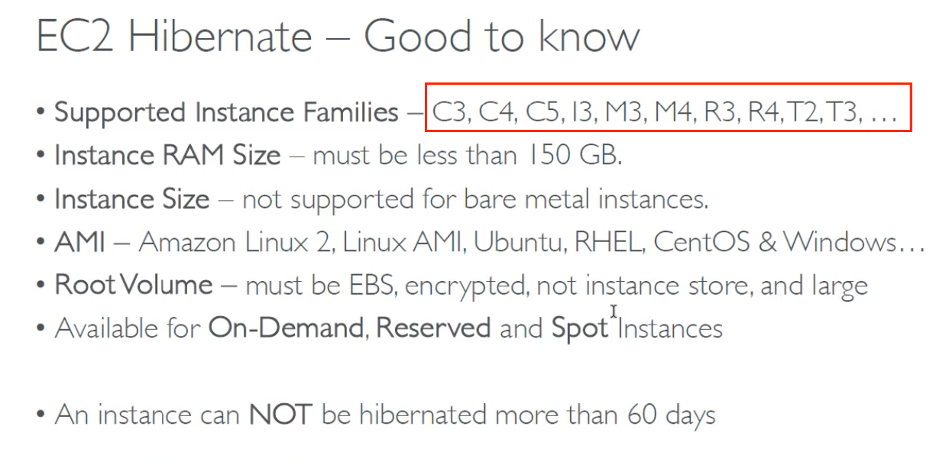 EC2 Hibernate – Good to know
• Supported Instance Families – C3, C4, C5, I3, M3, M4, R3, R4, T2, T3, …
• Instance RAM Size – must be less than 150 GB.
• Instance Size – not supported for bare metal instances.
• AMI – Amazon Linux 2, Linux AMI, Ubuntu, RHEL, CentOS & Windows…
• Root Volume – must be EBS, encrypted, not instance store, and large
• Available for On-Demand, Reserved and Spot Instances
• An instance can NOT be hibernated more than 60 days